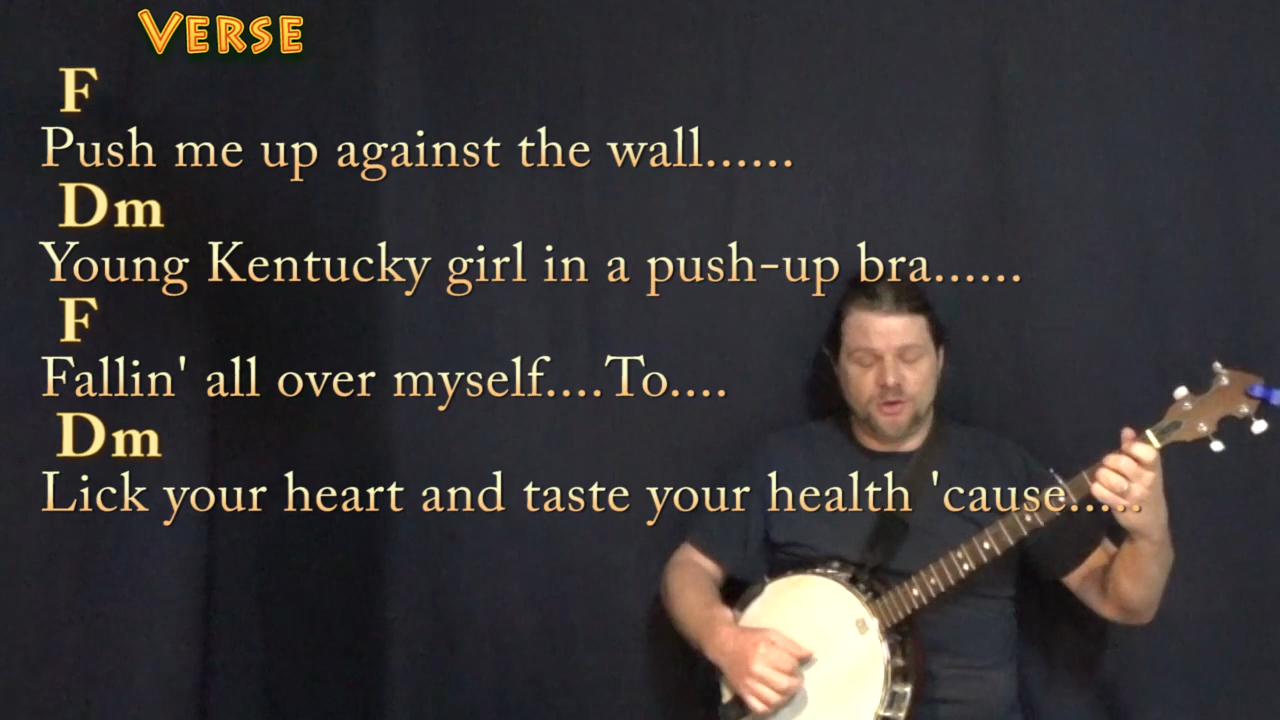 VERSE
F
Push me up against the wall......
Dm
Young Kentucky girl in a push-up bra......
F
Fallin' all over myself....To....
Dm
Lick your heart and taste your health 'cause.....